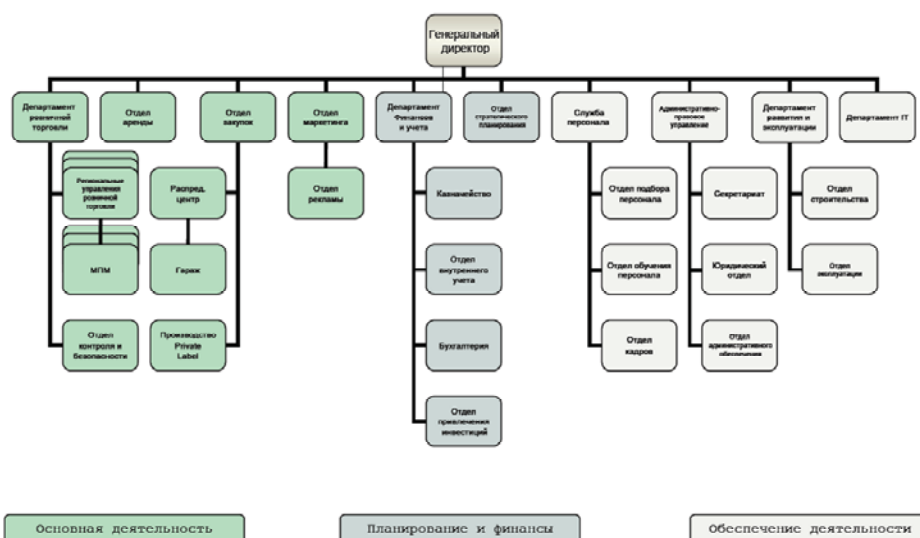 Генеральный
директор
Департамент
розничной
торговли
Отдел
аренды
Отдел
закупок
Отдел
маркетинга
Департамент
Финансов
и учета
Отдел
стратегического
планирования
Служба
персонала
Административно-
правовое
управление
Департамент
развития и
эксплуатации
Департамент IT
Региональные
управления
розничной
торговли
Распред.
центр
Отдел
рекламы
Казначейство
Отдел подбора
персонала
Секретариат
Отдел
строительства
МПМ
Гараж
Отдел
внутреннего
учета
Отдел обучения
персонала
Юридический
отдел
Отдел
эксплуатации
Отдел
контроля и
безопасности
Производство
Private
Label
Бухгалтерия
Отдел
кадров
Отдел
административного
обеспечения
Отдел
привлечения
инвестиций
Основная деятельность
Планирование и финансы
Обеспечение деятельности